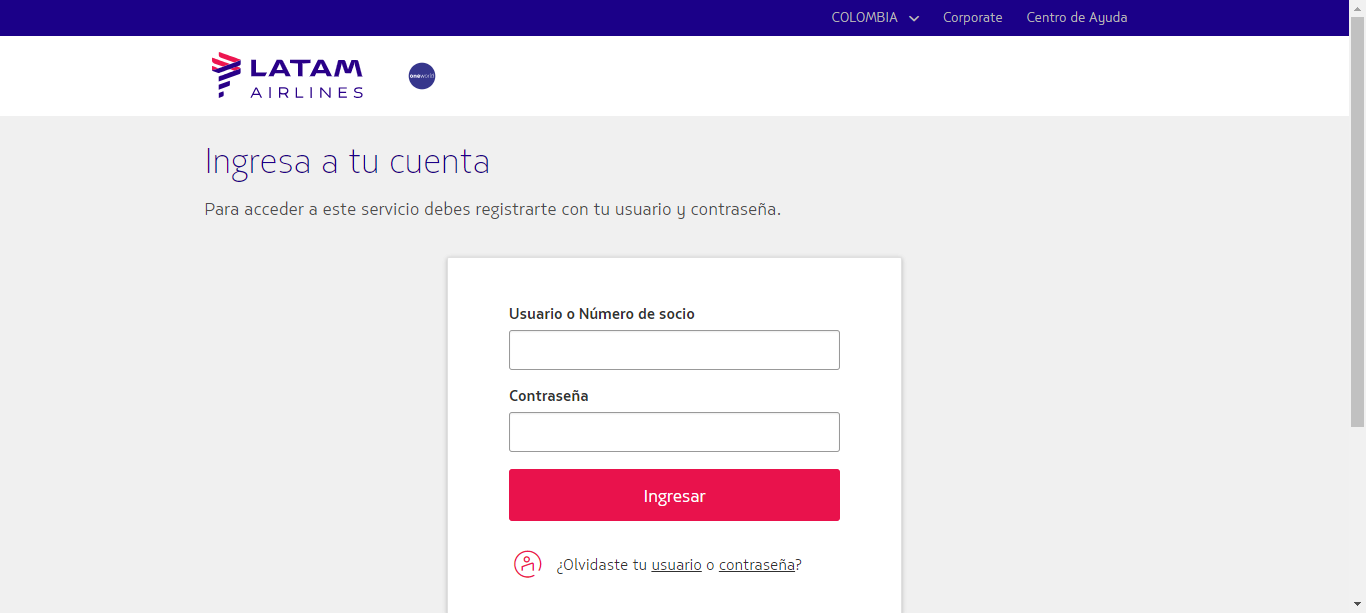 COLOMBIA Corporate Centro de Ayuda
LATAM
AIRLINES
oneworld
Ingresa a tu cuenta
Para acceder a este servicio debes registrarte con tu usuario y contraseña.
Usuario o Número de socio
Contraseña
Ingresar
¿Olvidaste tu usuario o contraseña?